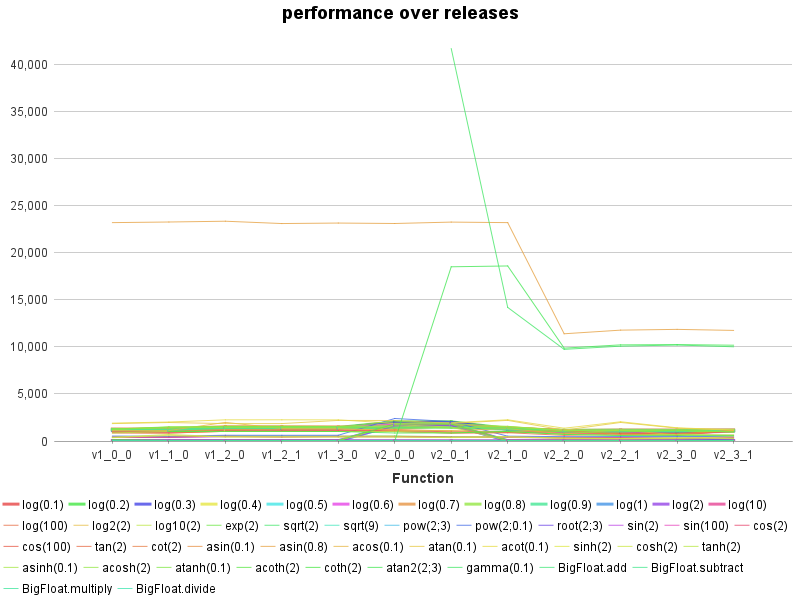 performance over releases
40,000
35,000
30,000
25,000
20,000
15,000
10,000
5,000
0
v1_0_0 v1_1_0 v1_2_0 v1_2_1 v1_3_0 v2_0_0 v2_0_1 v2_1_0 v2_2_0 v2_2_1 v2_3_0 v2_3_1
Function
log(0.1) log(0.2) log(0.3) log(0.4) log(0.5) log(0.6) log(0.7) log(0.8) log(0.9) log(1) log(2) log(10)
log(100) log2(2) log10(2) exp(2) sqrt(2) sqrt(9) pow(2;3) pow(2;0.1) root(2;3) sin(2) sin(100) cos(2)
cos(100) tan(2) cot(2) asin(0.1) asin(0.8) acos(0.1) atan(0.1) acot(0.1) sinh(2) cosh(2) tanh(2)
asinh(0.1) acosh(2) atanh(0.1) acoth(2) coth(2) atan2(2;3) gamma(0.1) BigFloat.add BigFloat.subtract
BigFloat.multiply BigFloat.divide